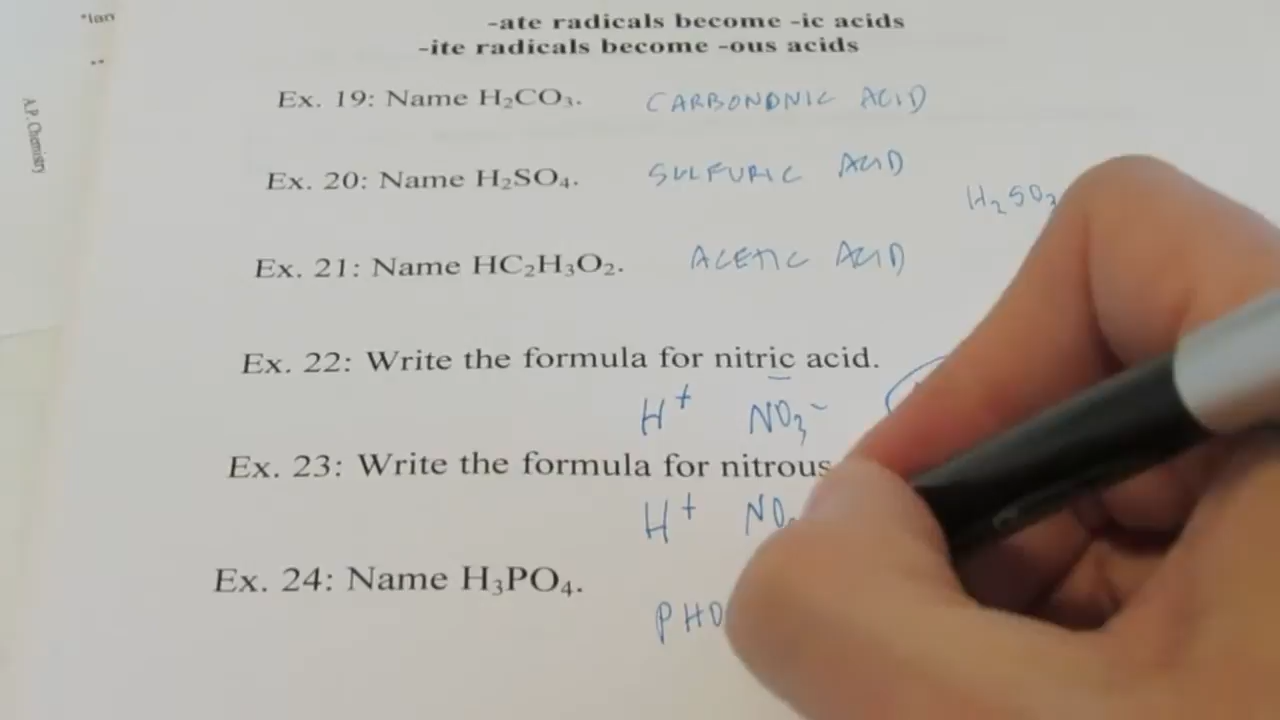 -ate radicals become -ic acids
-ite radicals become -ous acids
A.P. Chemistry
Ex. 19: Name H₂CO₃. CARBONONIC ACID
Ex. 20: Name H₂SO₄. SULFURIC ACID
H₂SO₃
Ex. 21: Name HC₂H₃O₂. ACETIC ACID
Ex. 22: Write the formula for nitric acid.
H⁺ NO₃⁻
Ex. 23: Write the formula for nitrous
H⁺ NO
Ex. 24: Name H₃PO₄.
PHO